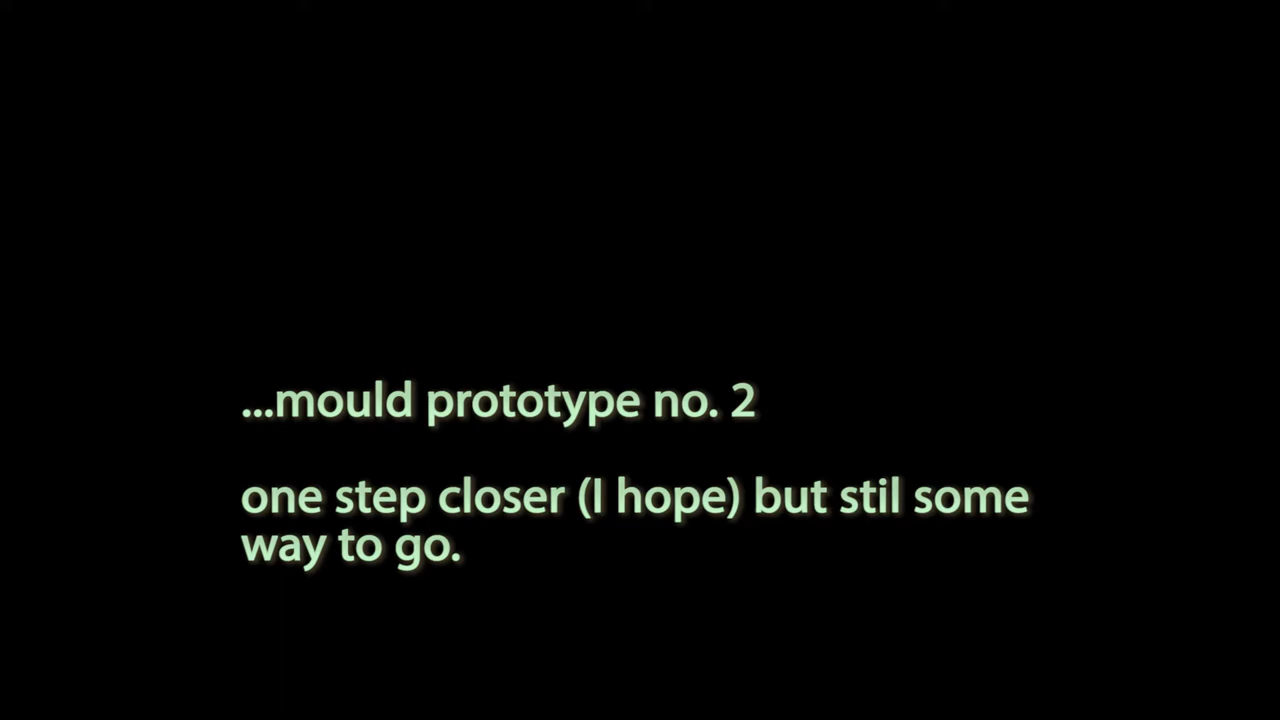 ...mould prototype no. 2
one step closer (I hope) but stil some
way to go.